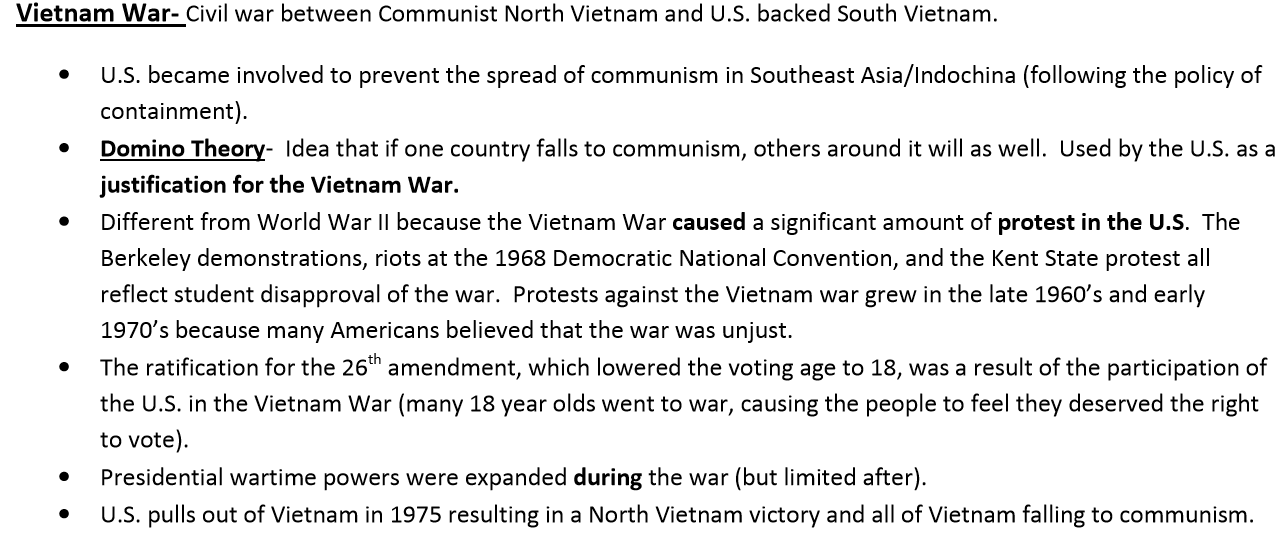 Vietnam War- Civil war between Communist North Vietnam and U.S. backed South Vietnam.
• U.S. became involved to prevent the spread of communism in Southeast Asia/Indochina (following the policy of
containment).
• Domino Theory- Idea that if one country falls to communism, others around it will as well. Used by the U.S. as a
justification for the Vietnam War.
• Different from World War II because the Vietnam War caused a significant amount of protest in the U.S. The
Berkeley demonstrations, riots at the 1968 Democratic National Convention, and the Kent State protest all
reflect student disapproval of the war. Protests against the Vietnam war grew in the late 1960’s and early
1970’s because many Americans believed that the war was unjust.
• The ratification for the 26th amendment, which lowered the voting age to 18, was a result of the participation of
the U.S. in the Vietnam War (many 18 year olds went to war, causing the people to feel they deserved the right
to vote).
• Presidential wartime powers were expanded during the war (but limited after).
• U.S. pulls out of Vietnam in 1975 resulting in a North Vietnam victory and all of Vietnam falling to communism.